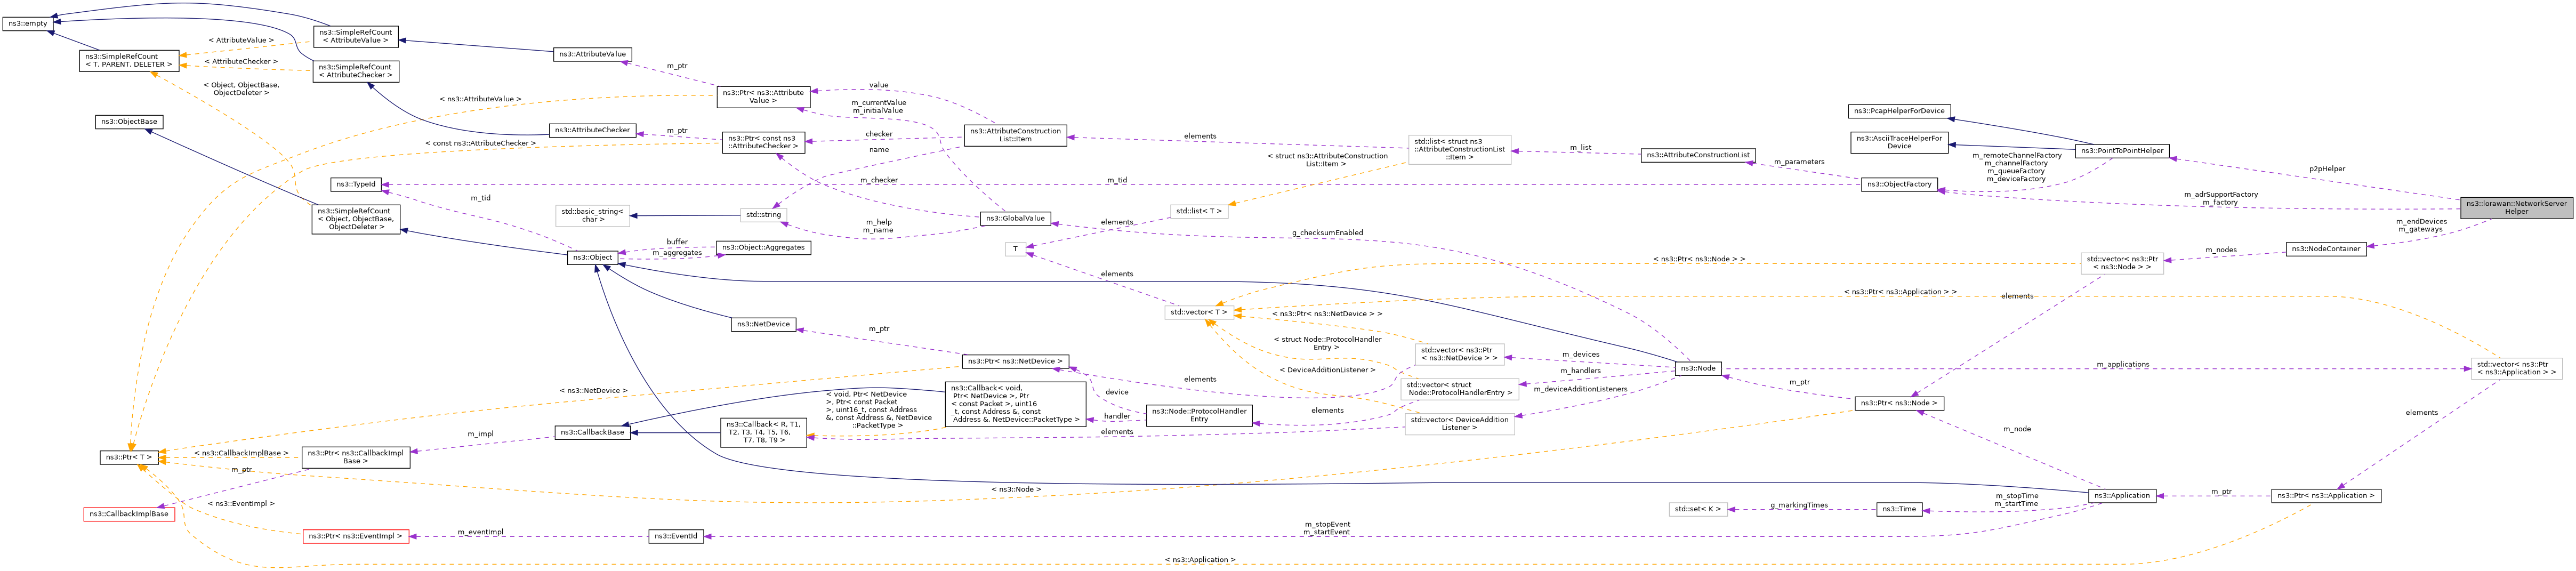 ns3::empty
ns3::SimpleRefCount
< T, PARENT, DELETER >
< AttributeValue >
< AttributeChecker >
< Object, ObjectBase,
ObjectDeleter >
ns3::SimpleRefCount
< AttributeValue >
ns3::SimpleRefCount
< AttributeChecker >
ns3::ObjectBase
ns3::AttributeValue
m_ptr
ns3::Ptr< ns3::Attribute
Value >
< ns3::AttributeValue >
ns3::AttributeChecker
m_ptr
ns3::Ptr< const ns3
::AttributeChecker >
< const ns3::AttributeChecker >
value
m_currentValue
m_initialValue
checker
name
m_checker
ns3::AttributeConstruction
List::Item
elements
std::list< struct ns3
::AttributeConstructionList
::Item >
< struct ns3::AttributeConstruction
List::Item >
m_list
ns3::AttributeConstructionList
m_parameters
ns3::PcapHelperForDevice
ns3::AsciiTraceHelperFor
Device
ns3::PointToPointHelper
m_remoteChannelFactory
m_channelFactory
m_queueFactory
m_deviceFactory
p2pHelper
ns3::ObjectFactory
m_adrSupportFactory
m_factory
ns3::lorawan::NetworkServer
Helper
m_endDevices
m_gateways
ns3::TypeId
m_tid
m_tid
ns3::SimpleRefCount
< Object, ObjectBase,
ObjectDeleter >
std::basic_string<
char >
std::string
m_help
m_name
ns3::GlobalValue
elements
std::list< T >
T
g_checksumEnabled
ns3::Object
buffer
m_aggregates
ns3::Object::Aggregates
elements
< ns3::Ptr< ns3::Node > >
std::vector< ns3::Ptr
< ns3::Node > >
m_nodes
ns3::NodeContainer
elements
< ns3::Ptr< ns3::Application > >
std::vector< T >
< ns3::Ptr< ns3::NetDevice > >
ns3::NetDevice
m_ptr
ns3::Ptr< ns3::NetDevice >
< struct Node::ProtocolHandler
Entry >
std::vector< ns3::Ptr
< ns3::NetDevice > >
m_devices
elements
< DeviceAdditionListener >
m_handlers
ns3::Node
m_applications
std::vector< ns3::Ptr
< ns3::Application > >
std::vector< struct
Node::ProtocolHandlerEntry >
m_deviceAdditionListeners
m_ptr
ns3::Ptr< ns3::Node >
< ns3::NetDevice >
< void, Ptr< NetDevice
>, Ptr< const Packet
>, uint16_t, const Address
&, const Address &, NetDevice
::PacketType >
ns3::Callback< void,
Ptr< NetDevice >, Ptr
< const Packet >, uint16
_t, const Address &, const
Address &, NetDevice::PacketType >
device
handler
ns3::Node::ProtocolHandler
Entry
elements
elements
std::vector< DeviceAddition
Listener >
elements
m_node
ns3::CallbackBase
ns3::Callback< R, T1,
T2, T3, T4, T5, T6,
T7, T8, T9 >
m_impl
ns3::Ptr< ns3::CallbackImpl
Base >
< ns3::CallbackImplBase >
ns3::Ptr< T >
m_ptr
< ns3::Node >
ns3::CallbackImplBase
< ns3::EventImpl >
ns3::Ptr< ns3::EventImpl >
m_eventImpl
ns3::EventId
m_stopEvent
m_startEvent
std::set< K >
g_markingTimes
ns3::Time
m_stopTime
m_startTime
ns3::Application
m_ptr
ns3::Ptr< ns3::Application >
< ns3::Application >